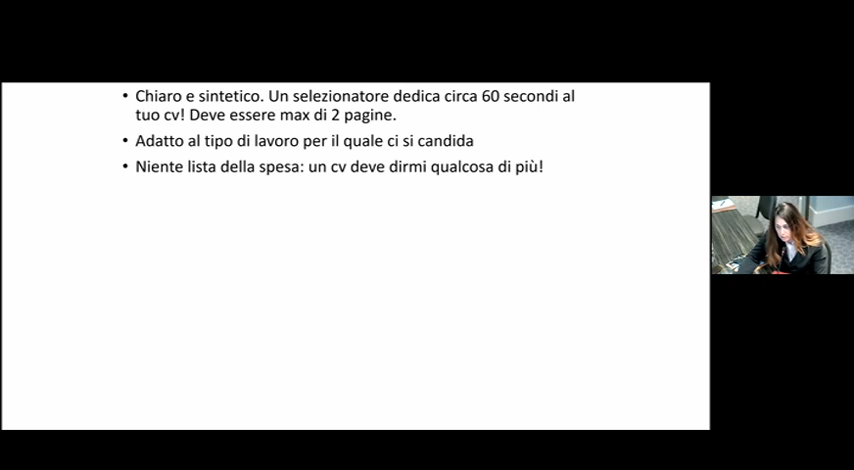 • Chiaro e sintetico. Un selezionatore dedica circa 60 secondi al
tuo cv! Deve essere max di 2 pagine.
• Adatto al tipo di lavoro per il quale ci si candida
• Niente lista della spesa: un cv deve dirmi qualcosa di più!